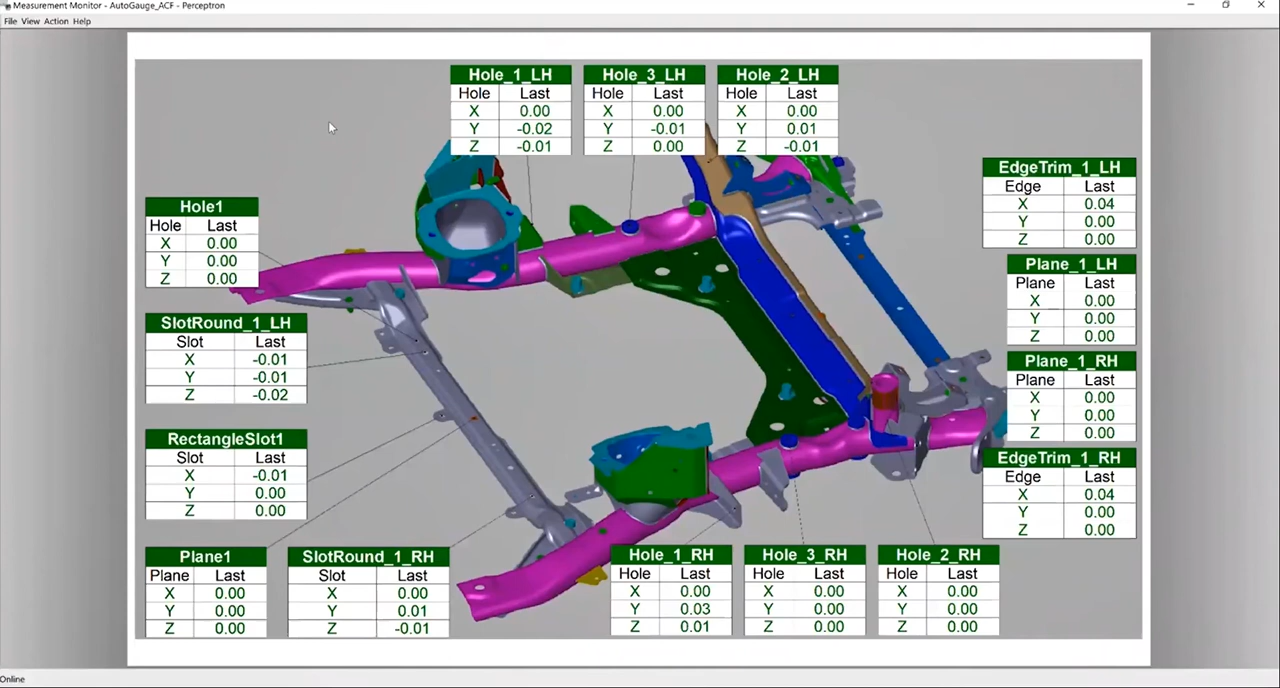 Measurement Monitor - AutoGauge_ACF - Perceptron
File View Action Help
Hole_1_LH
Hole Last
X 0.00
Y -0.02
Z -0.01
Hole_3_LH
Hole Last
X 0.00
Y -0.01
Z 0.00
Hole_2_LH
Hole Last
X 0.00
Y 0.01
Z -0.01
EdgeTrim_1_LH
Edge Last
X 0.04
Y 0.00
Z 0.00
Hole1
Hole Last
X 0.00
Y 0.00
Z 0.00
Plane_1_LH
Plane Last
X 0.00
Y 0.00
Z 0.00
SlotRound_1_LH
Slot Last
X -0.01
Y -0.01
Z -0.02
Plane_1_RH
Plane Last
X 0.00
Y 0.00
Z 0.00
RectangleSlot1
Slot Last
X -0.01
Y 0.00
Z 0.00
EdgeTrim_1_RH
Edge Last
X 0.04
Y 0.00
Z 0.00
Plane1
Plane Last
X 0.00
Y 0.00
Z 0.00
SlotRound_1_RH
Slot Last
X 0.00
Y 0.01
Z -0.01
Hole_1_RH
Hole Last
X 0.00
Y 0.03
Z 0.01
Hole_3_RH
Hole Last
X 0.00
Y 0.00
Z 0.00
Hole_2_RH
Hole Last
X 0.00
Y 0.00
Z 0.00
Online